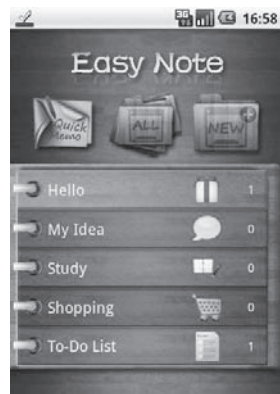 3G 16:58
Easy Note
Quick Memo
ALL
NEW
Hello 1
My Idea 0
Study 0
Shopping 0
To-Do List 1